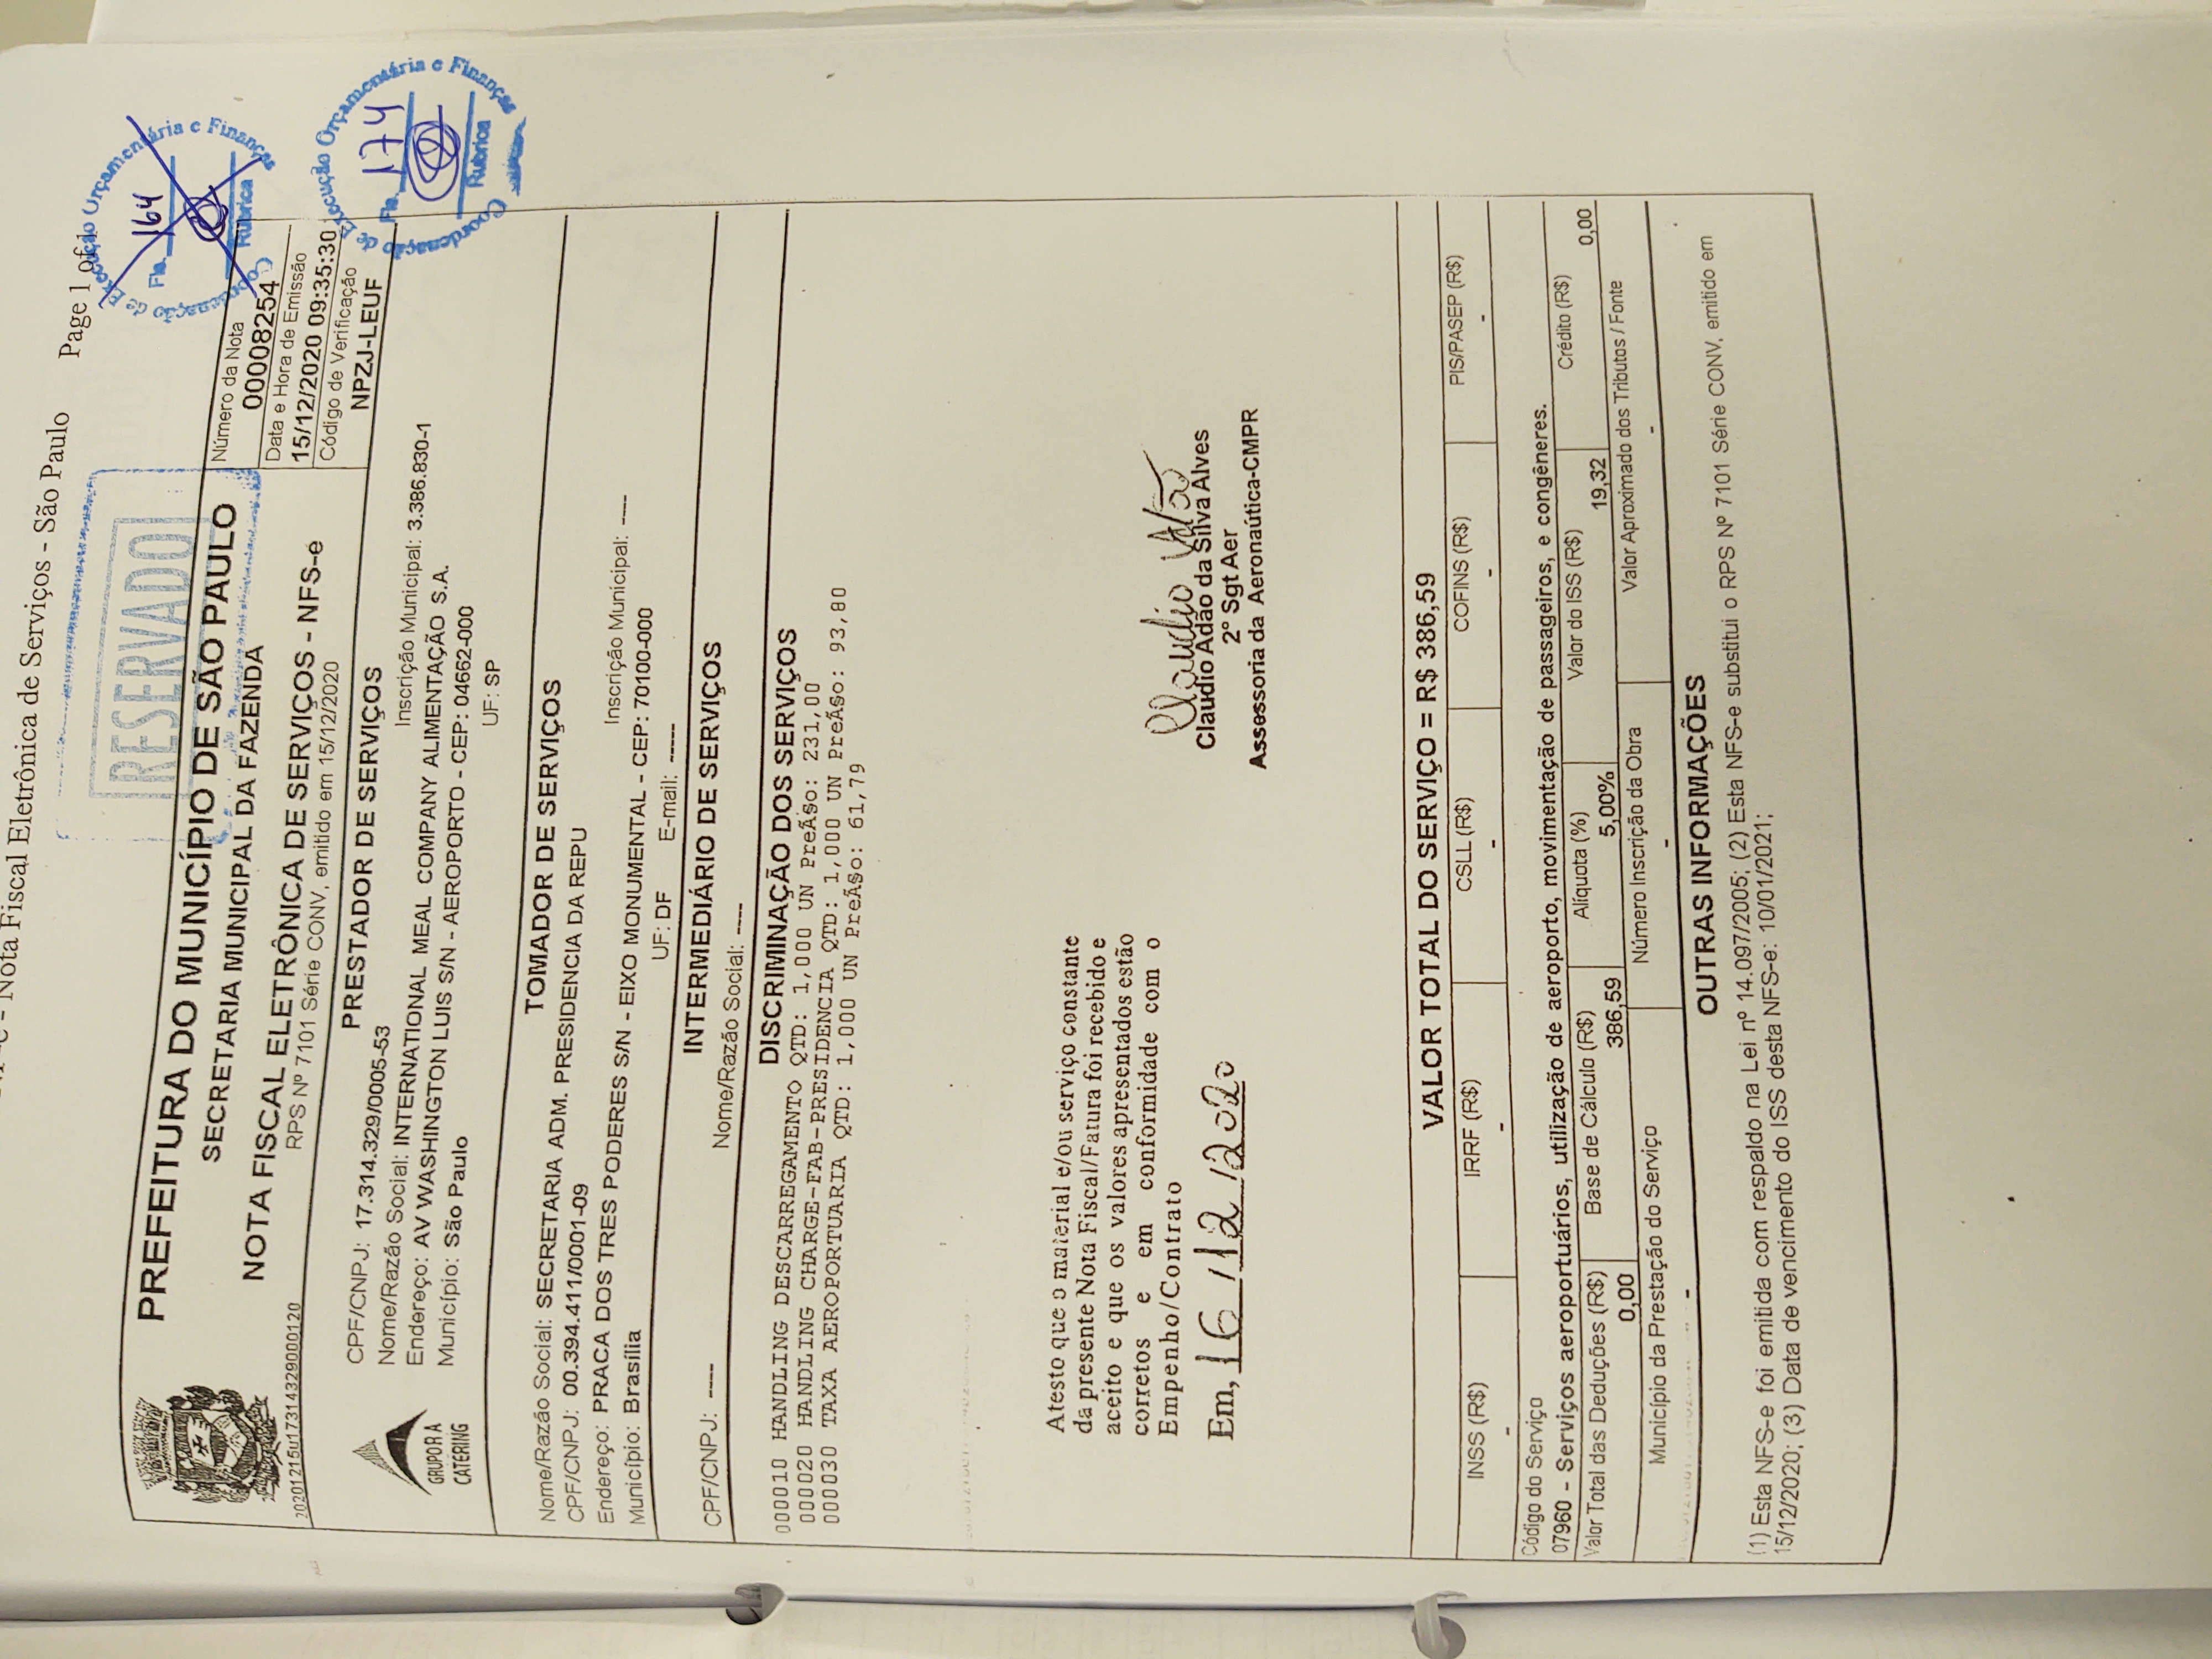 - Nota Fiscal Eletrônica de Serviços - São Paulo Page 1 of 1
RESERVADO
Coordenação de Execução Orçamentária e Finanças
Fls. 164
Rubrica
PREFEITURA DO MUNICÍPIO DE SÃO PAULO
SECRETARIA MUNICIPAL DA FAZENDA
NOTA FISCAL ELETRÔNICA DE SERVIÇOS - NFS-e
RPS Nº 7101 Série CONV, emitido em 15/12/2020
20201215u17314329000120
Número da Nota
00008254
Data e Hora de Emissão
15/12/2020 09:35:30
Código de Verificação
NPZJ-LEUF
Coordenação de Execução Orçamentária e Finanças
Fls. 174
Rubrica
GRUPO R A
CATERING
PRESTADOR DE SERVIÇOS
CPF/CNPJ: 17.314.329/0005-53 Inscrição Municipal: 3.386.830-1
Nome/Razão Social: INTERNATIONAL MEAL COMPANY ALIMENTAÇÃO S.A.
Endereço: AV WASHINGTON LUIS S/N - AEROPORTO - CEP: 04662-000
Município: São Paulo UF: SP
TOMADOR DE SERVIÇOS
Nome/Razão Social: SECRETARIA ADM. PRESIDENCIA DA REPU
CPF/CNPJ: 00.394.411/0001-09 Inscrição Municipal: ----
Endereço: PRACA DOS TRES PODERES S/N - EIXO MONUMENTAL - CEP: 70100-000
Município: Brasília UF: DF E-mail: -----
INTERMEDIÁRIO DE SERVIÇOS
CPF/CNPJ: ---- Nome/Razão Social: ----
DISCRIMINAÇÃO DOS SERVIÇOS
000010 HANDLING DESCARREGAMENTO QTD: 1,000 UN PreÃ§o: 231,00
000020 HANDLING CHARGE-FAB-PRESIDENCIA QTD: 1,000 UN PreÃ§o: 93,80
000030 TAXA AEROPORTUARIA QTD: 1,000 UN PreÃ§o: 61,79
Atesto que o material e/ou serviço constante
da presente Nota Fiscal/Fatura foi recebido e
aceito e que os valores apresentados estão
corretos e em conformidade com o
Empenho/Contrato
Em, 16/12/2020
Claudio Adão
Claudio Adão da Silva Alves
2º Sgt Aer
Assessoria da Aeronaútica-CMPR
VALOR TOTAL DO SERVIÇO = R$ 386,59
INSS (R$) IRRF (R$) CSLL (R$) COFINS (R$) PIS/PASEP (R$)
- - - - -
Código do Serviço
07960 - Serviços aeroportuários, utilização de aeroporto, movimentação de passageiros, e congêneres.
Valor Total das Deduções (R$) Base de Cálculo (R$) Alíquota (%) Valor do ISS (R$) Crédito (R$)
0,00 386,59 5,00% 19,32 0,00
Município da Prestação do Serviço Número Inscrição da Obra Valor Aproximado dos Tributos / Fonte
- - -
OUTRAS INFORMAÇÕES
(1) Esta NFS-e foi emitida com respaldo na Lei nº 14.097/2005; (2) Esta NFS-e substitui o RPS Nº 7101 Série CONV, emitido em
15/12/2020; (3) Data de vencimento do ISS desta NFS-e: 10/01/2021;